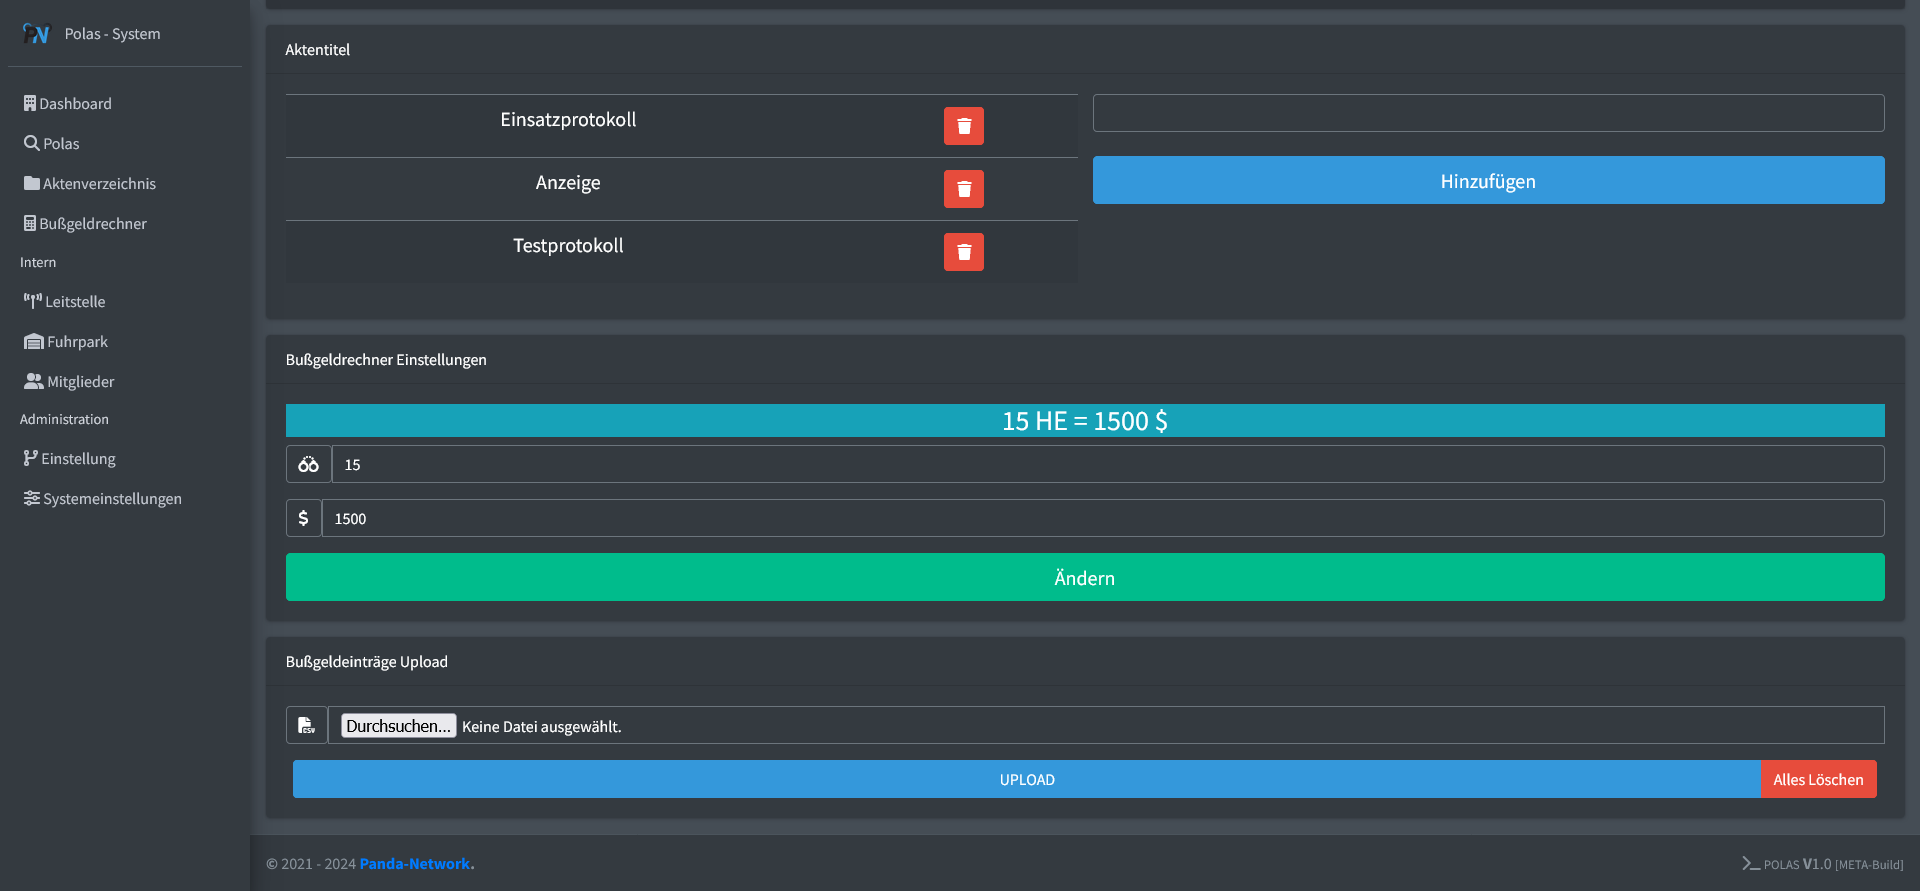 PN
Polas - System
Dashboard
Polas
Aktenverzeichnis
Bußgeldrechner
Intern
Leitstelle
Fuhrpark
Mitglieder
Administration
Einstellung
Systemeinstellungen
Aktentitel
Einsatzprotokoll
Anzeige
Testprotokoll
Hinzufügen
Bußgeldrechner Einstellungen
15 HE = 1500 $
15
$ 1500
Ändern
Bußgeldeinträge Upload
CSV Durchsuchen... Keine Datei ausgewählt.
UPLOAD Alles Löschen
© 2021 - 2024 Panda-Network.
POLAS V1.0 [META-Build]